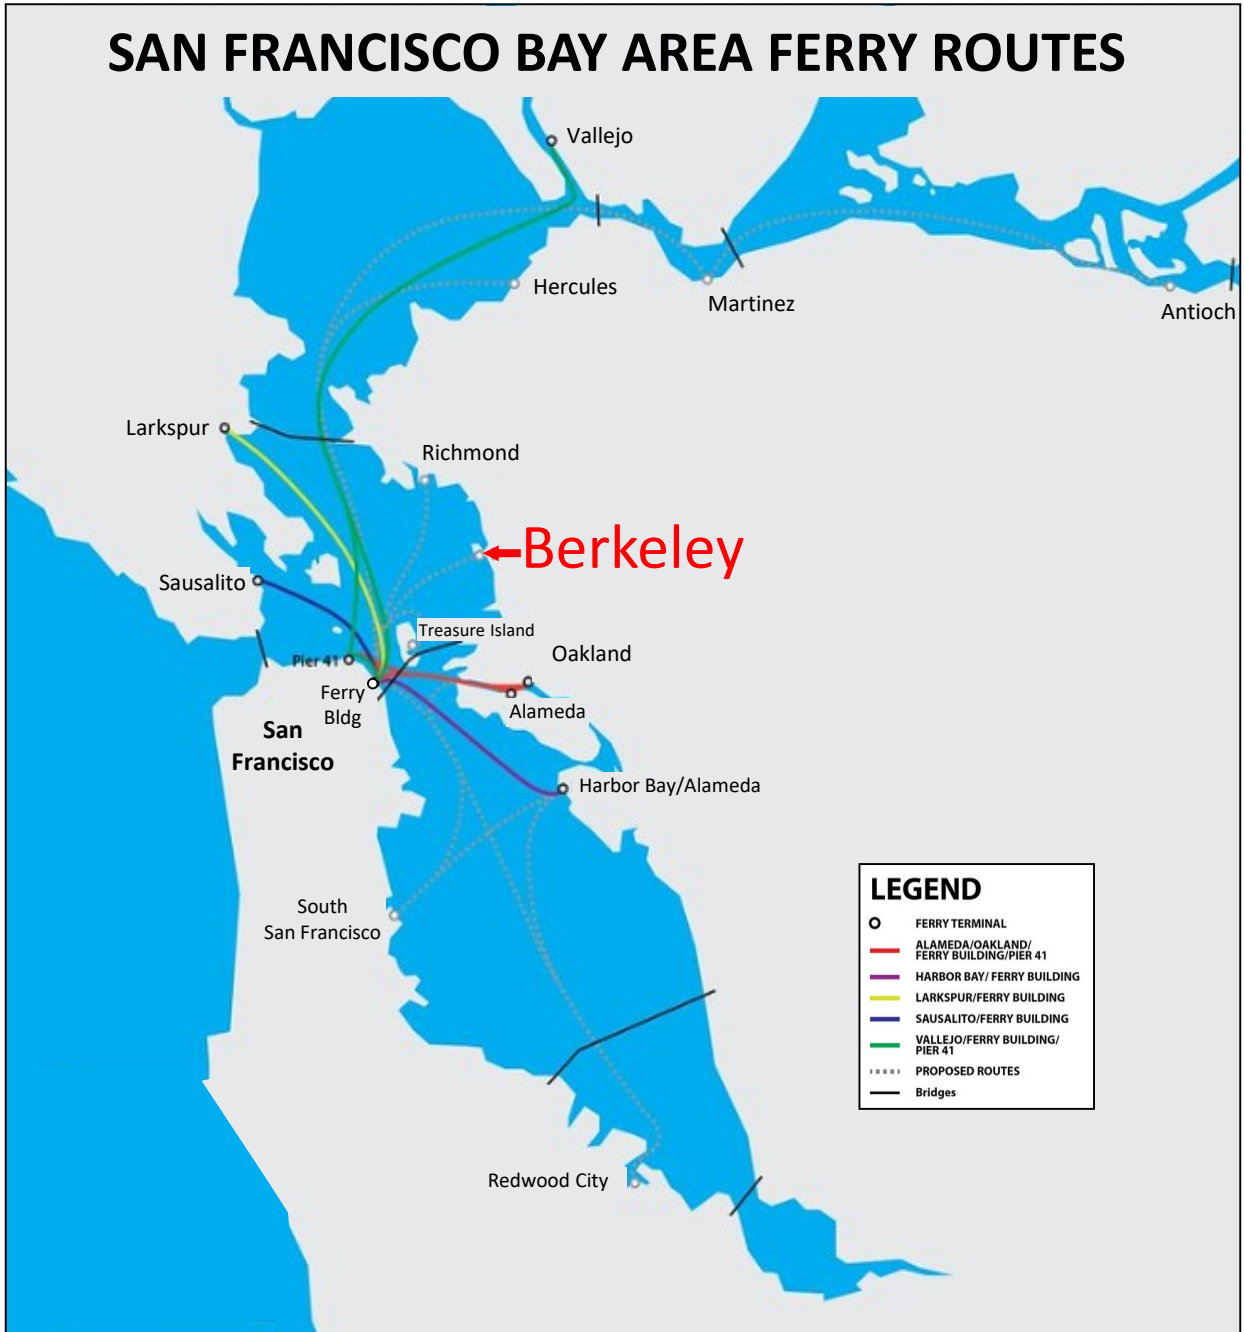 SAN FRANCISCO BAY AREA FERRY ROUTES
Vallejo
Hercules
Martinez
Antioch
Larkspur
Richmond
Berkeley
Sausalito
Treasure Island
Oakland
Pier 41
Ferry
Bldg
Alameda
San
Francisco
Harbor Bay/Alameda
South
San Francisco
Redwood City
LEGEND
FERRY TERMINAL
ALAMEDA/OAKLAND/
FERRY BUILDING/PIER 41
HARBOR BAY/ FERRY BUILDING
LARKSPUR/FERRY BUILDING
SAUSALITO/FERRY BUILDING
VALLEJO/FERRY BUILDING/
PIER 41
PROPOSED ROUTES
Bridges